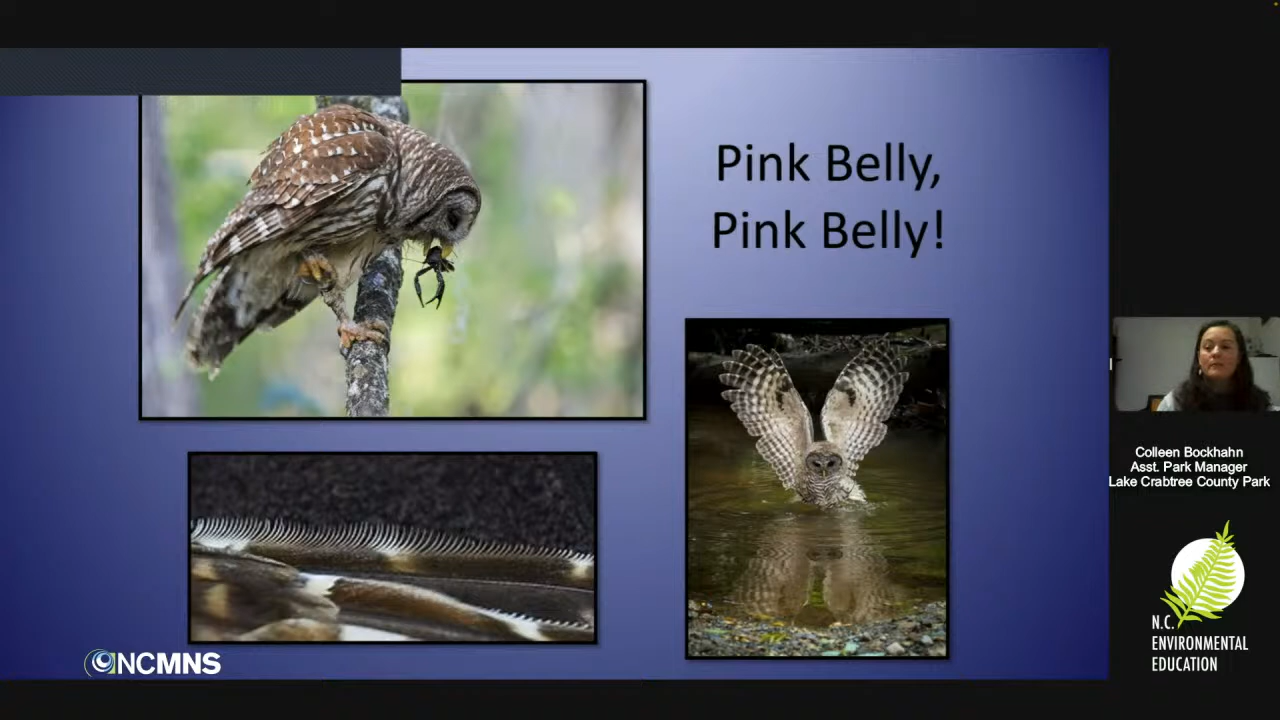 Pink Belly,
Pink Belly!
Colleen Bockhahn
Asst. Park Manager
Lake Crabtree County Park
NCMNS
N.C.
ENVIRONMENTAL
EDUCATION